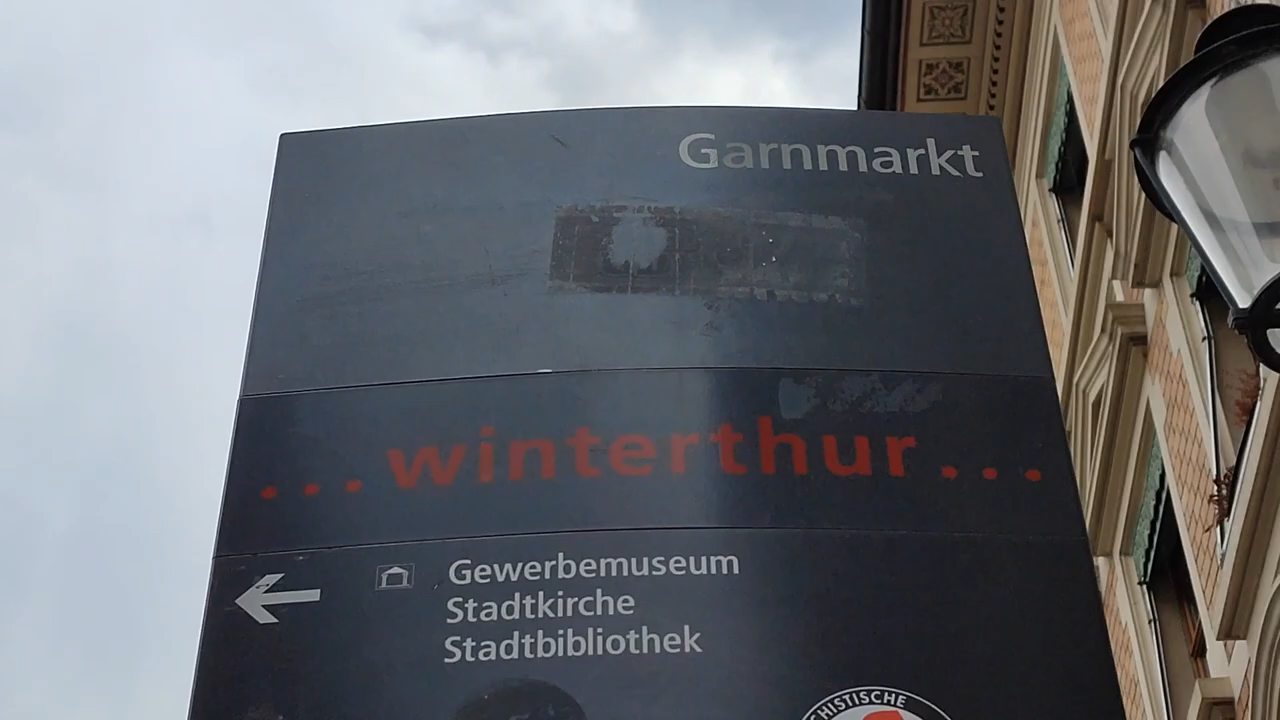 Garnmarkt
...winterthur...
Gewerbemuseum
Stadtkirche
Stadtbibliothek